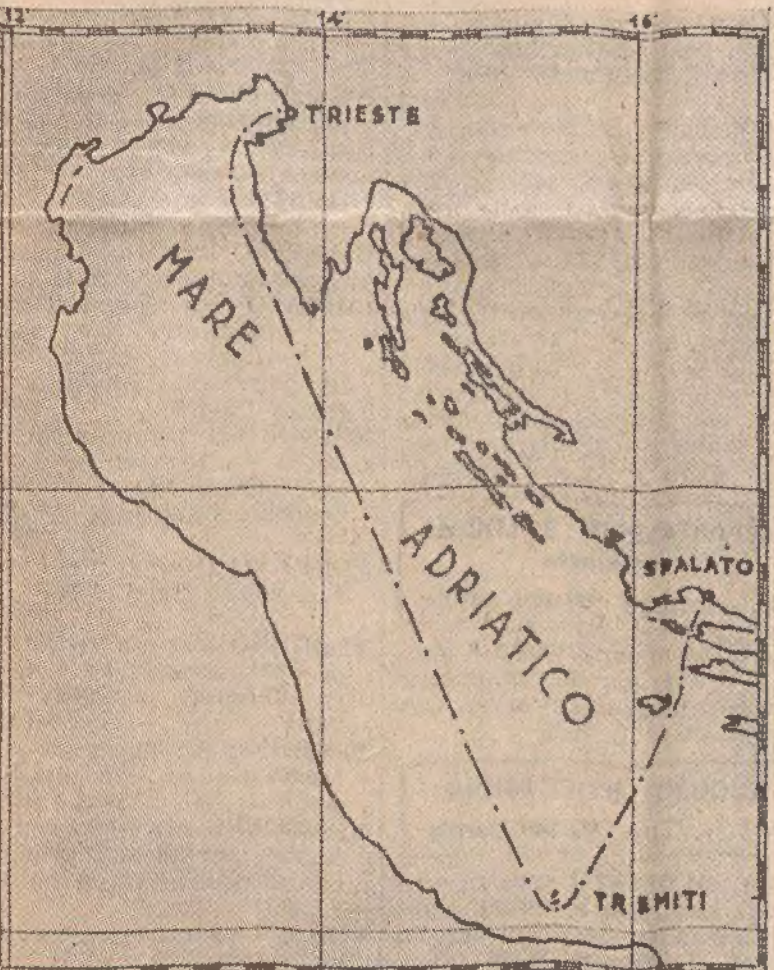 12°
14°
16°
TRIESTE
MARE
ADRIATICO
SPALATO
TREMITI